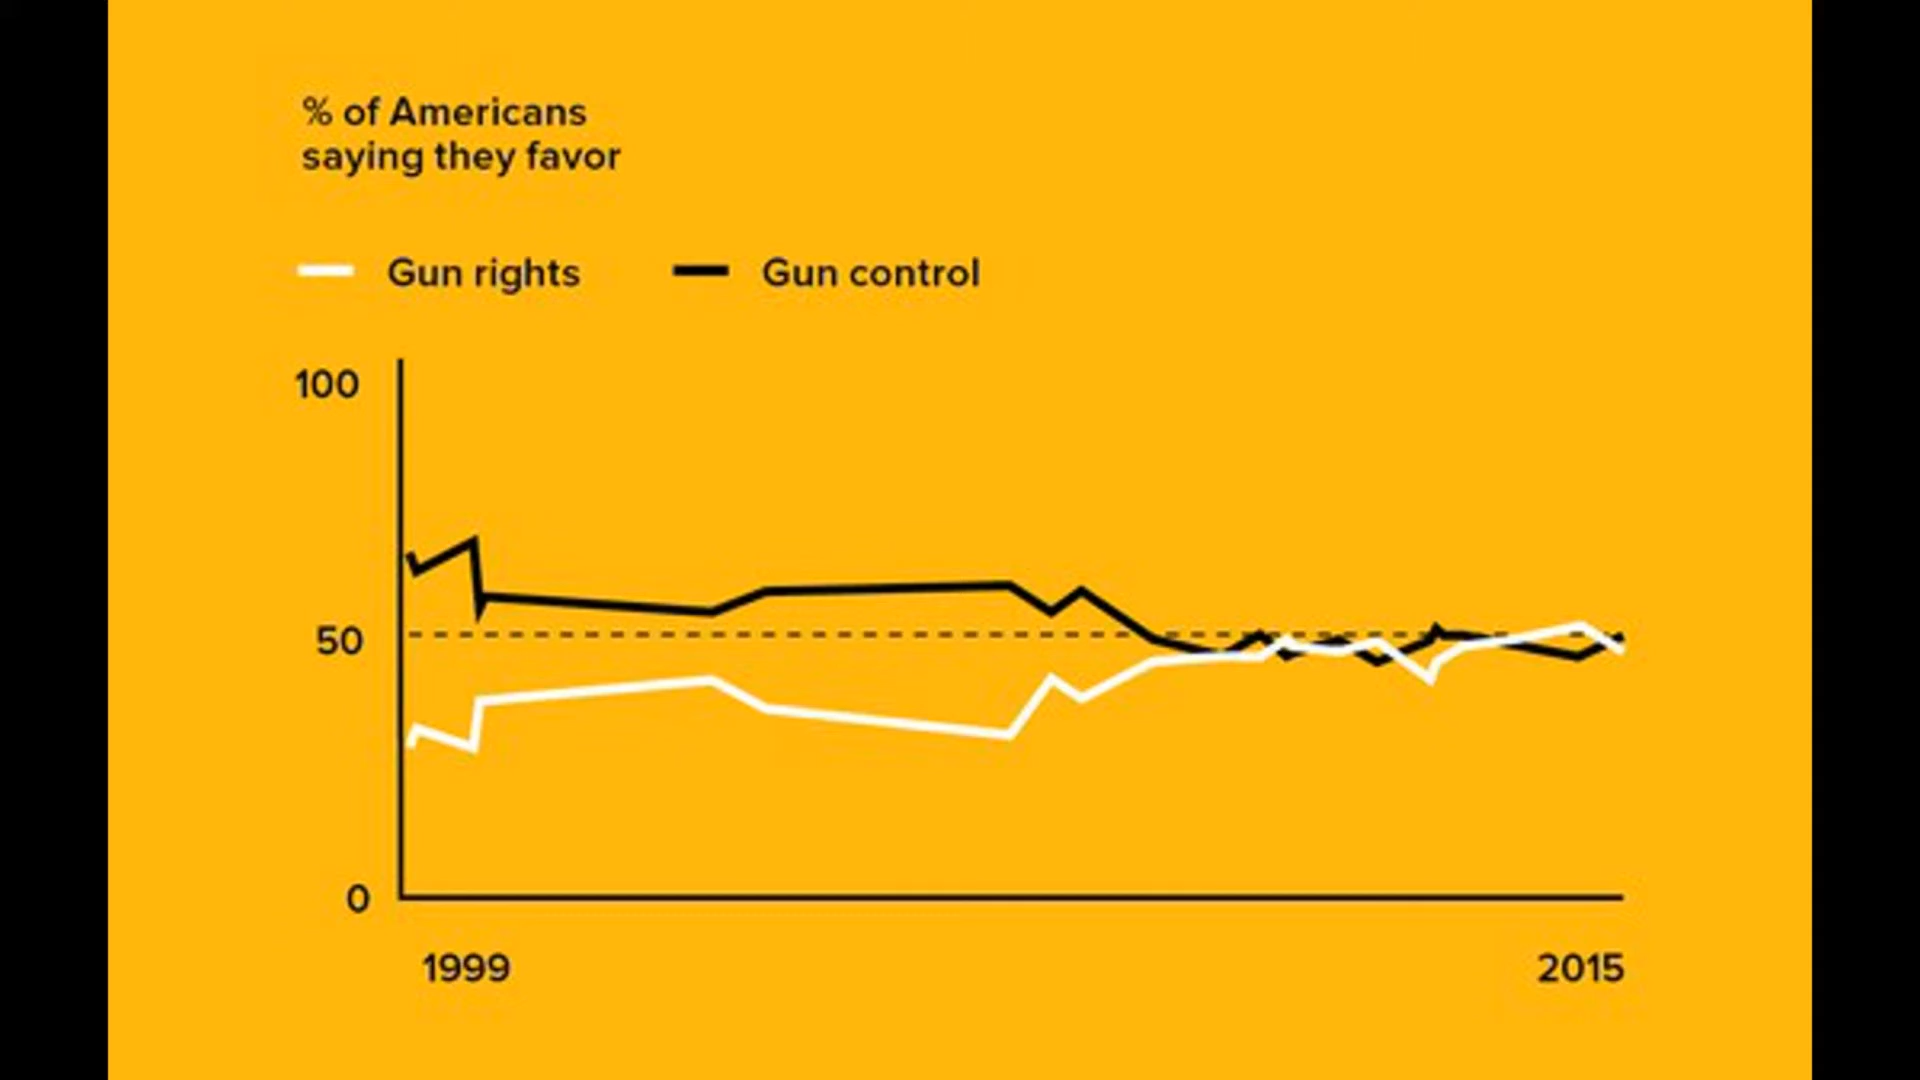 % of Americans
saying they favor
Gun rights Gun control
100
50
0
1999 2015